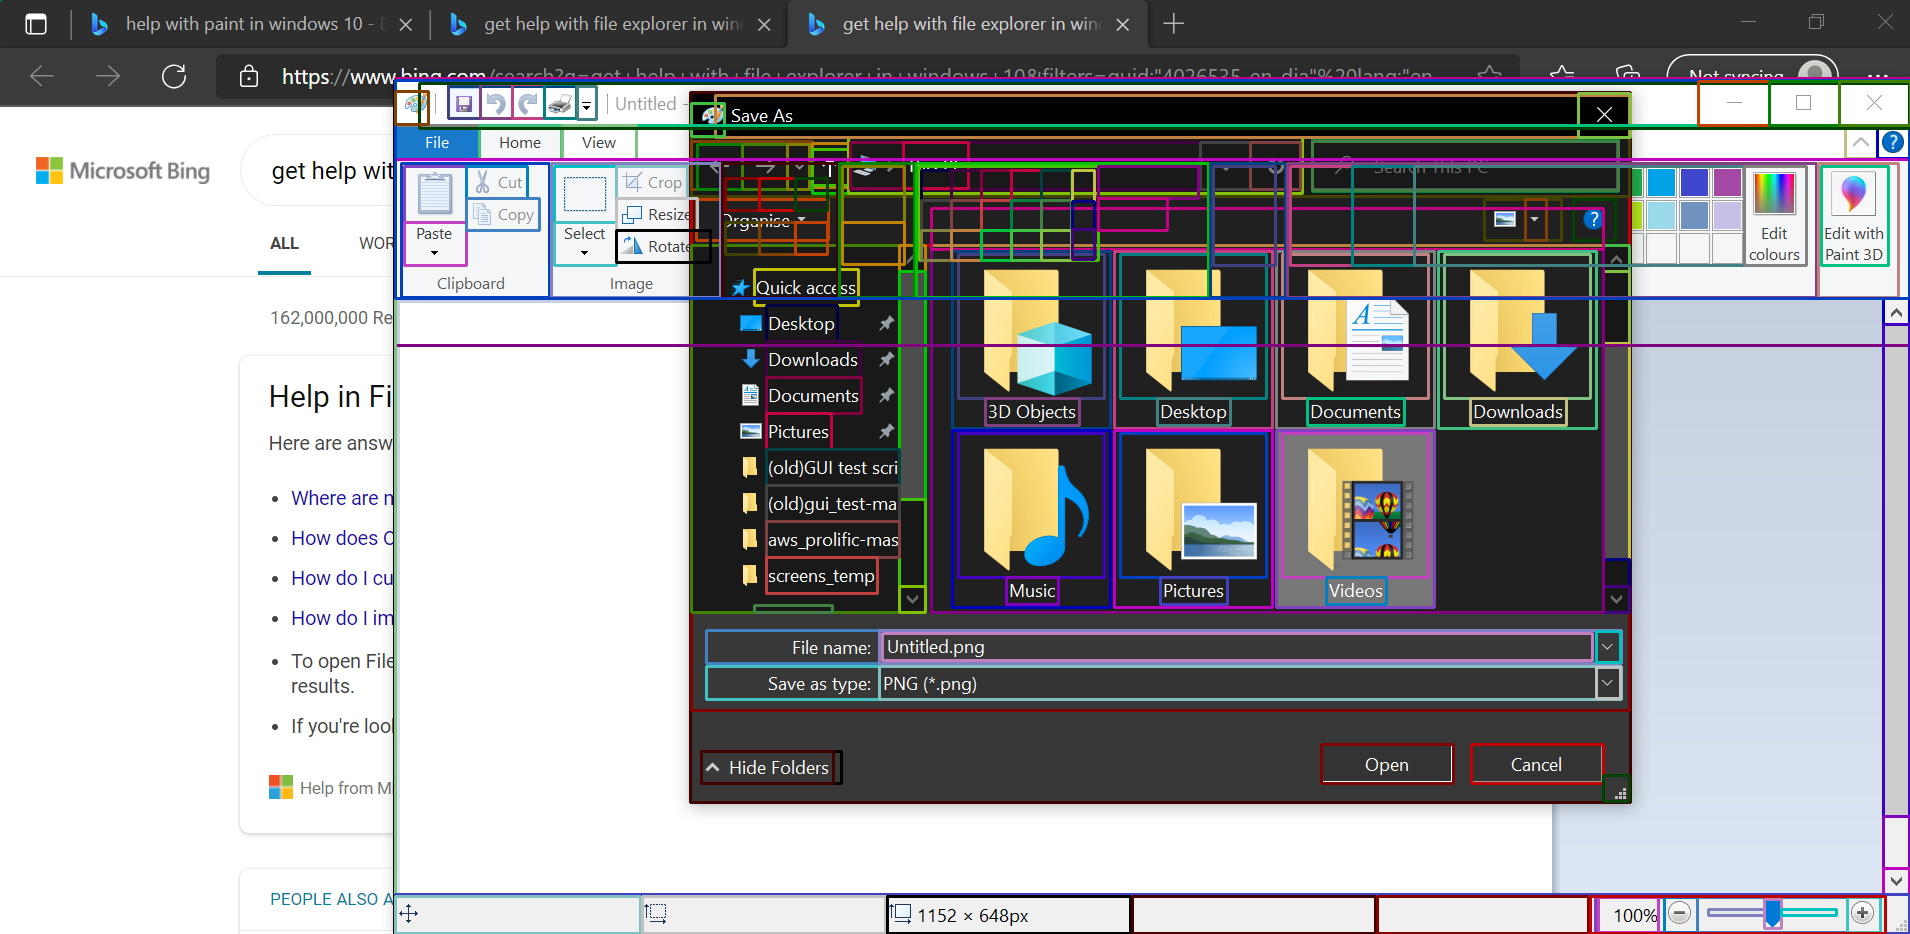 help with paint in windows 10 -
get help with file explorer in win
get help with file explorer in win
https://www.bing.com/search?q=get+help+with+file+explorer+in+windows+10&filters=guid:"4026535-en-dia"%20lang:"en
Not syncing
Untitled -
Save As
File
Home
View
Microsoft Bing
get help wit
Search This PC
Paste
Cut
Copy
Clipboard
Select
Crop
Resize
Rotate
Image
Organise
Edit colours
Edit with Paint 3D
ALL
WOR
162,000,000 Re
Quick access
Desktop
Downloads
Documents
Pictures
(old)GUI test scri
(old)gui_test-ma
aws_prolific-mas
screens_temp
3D Objects
Desktop
Documents
Downloads
Music
Pictures
Videos
Help in Fi
Here are answ
Where are n
How does C
How do I cu
How do I im
To open File
results.
If you're lool
Help from Mi
PEOPLE ALSO A
File name:
Untitled.png
Save as type:
PNG (*.png)
Hide Folders
Open
Cancel
1152 × 648px
100%